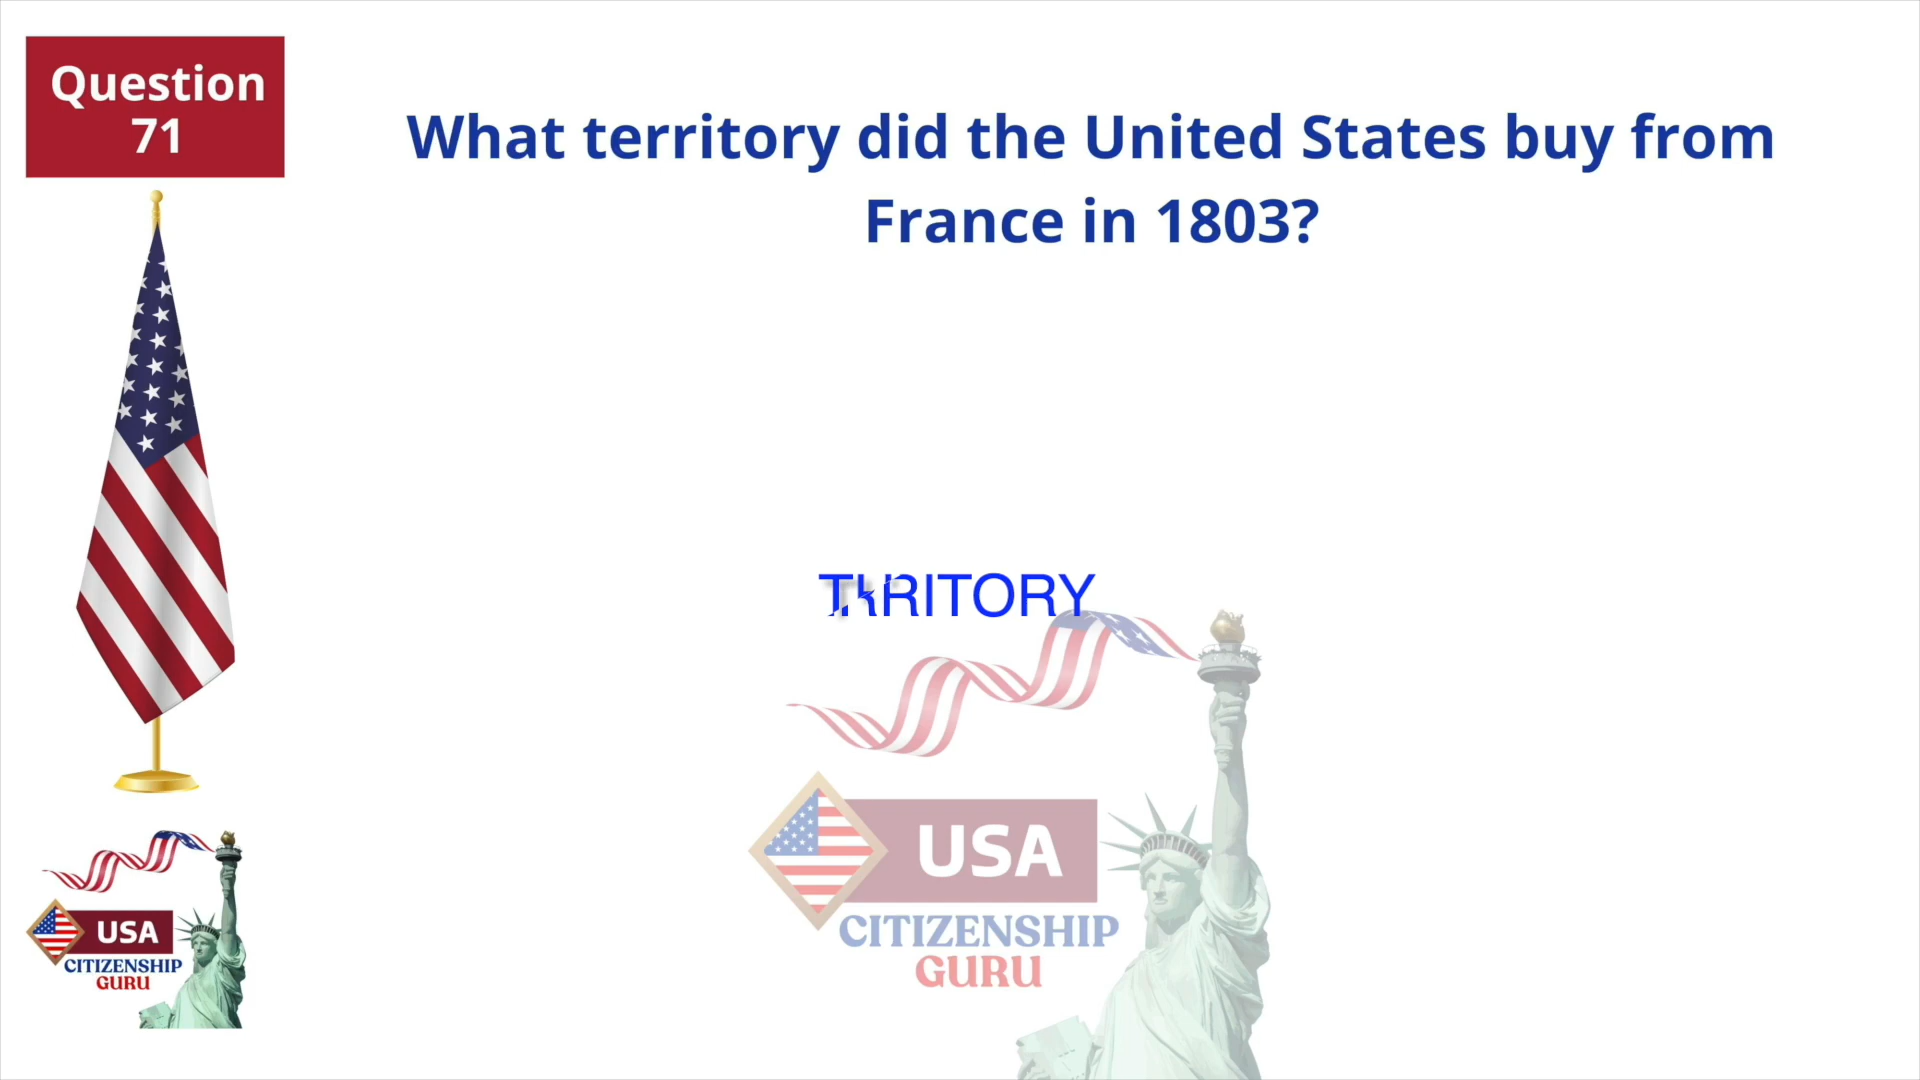 Question
71
What territory did the United States buy from
France in 1803?
USA
CITIZENSHIP
GURU
USA
CITIZENSHIP
GURU